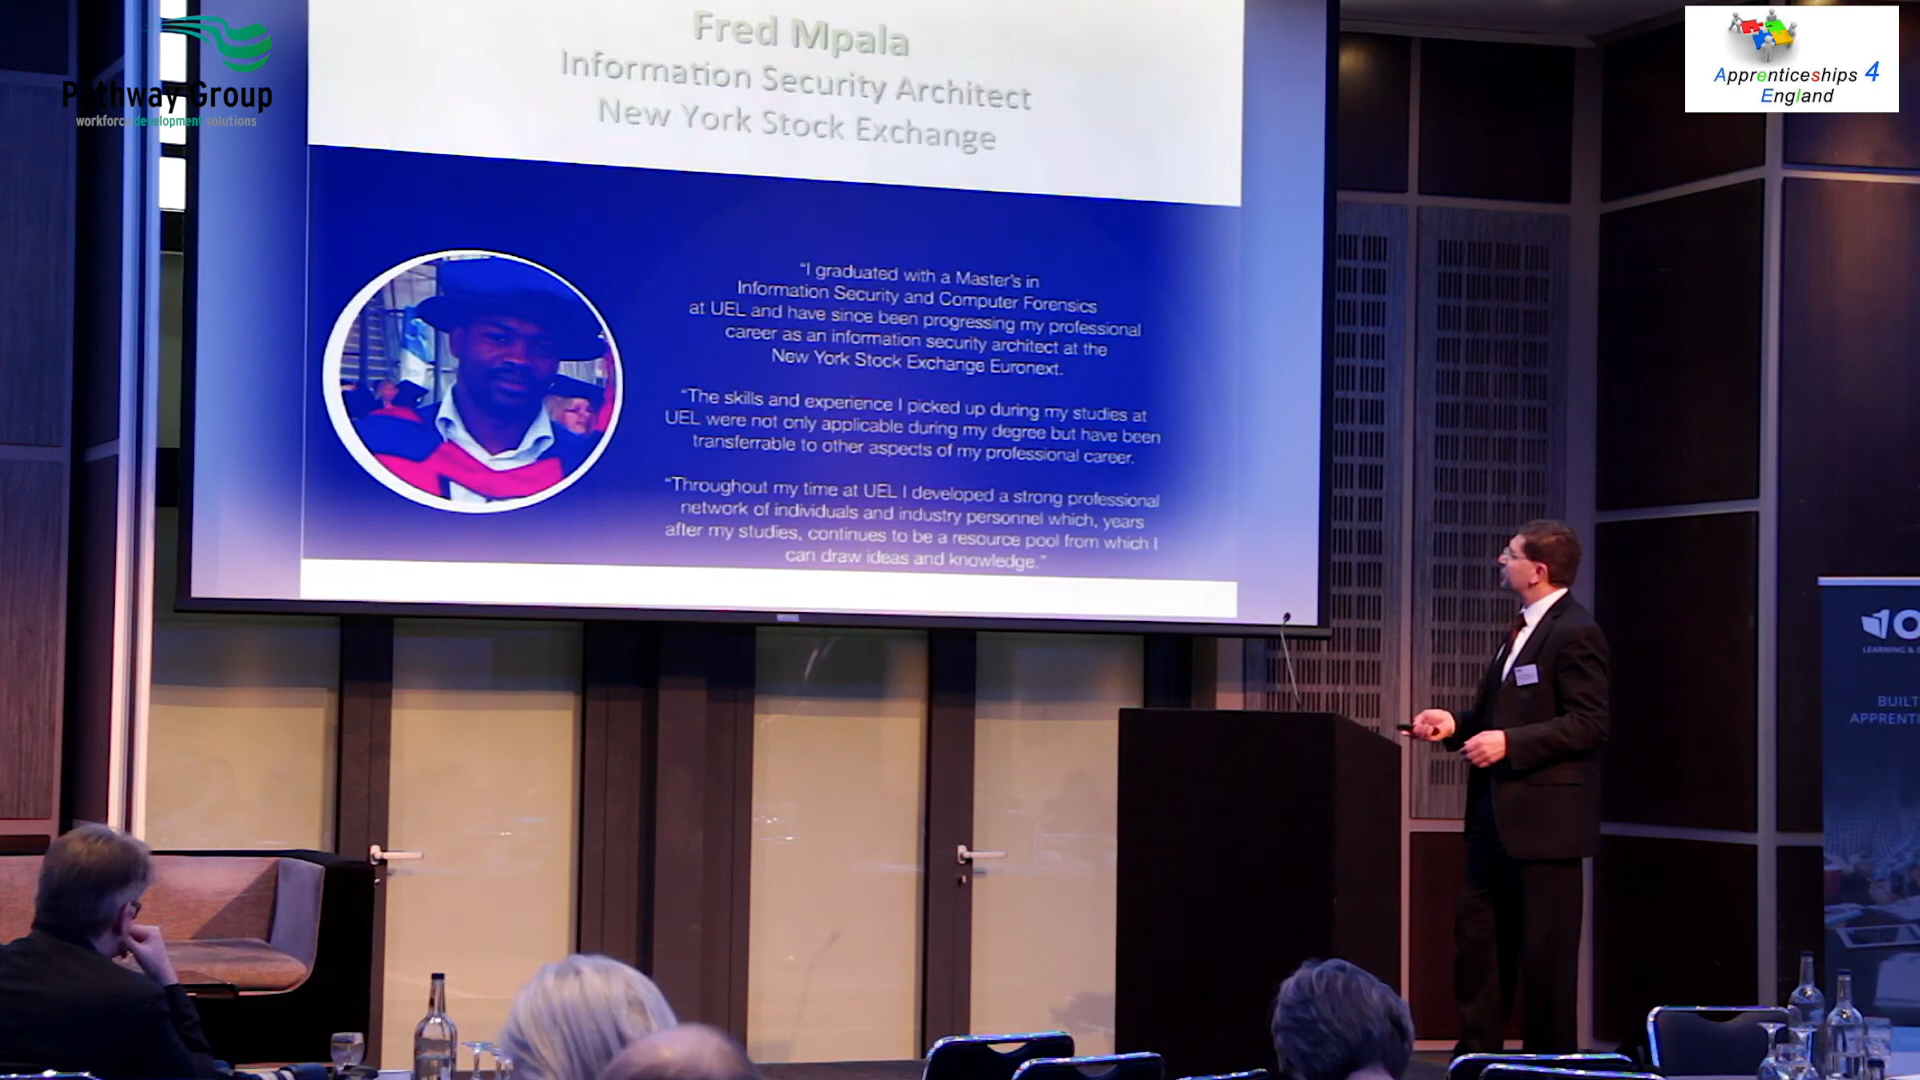 Pathway Group
workforce development solutions
Apprenticeships 4
England
Fred Mpala
Information Security Architect
New York Stock Exchange
"I graduated with a Master's in
Information Security and Computer Forensics
at UEL and have since been progressing my professional
career as an information security architect at the
New York Stock Exchange Euronext.
"The skills and experience I picked up during my studies at
UEL were not only applicable during my degree but have been
transferrable to other aspects of my professional career.
"Throughout my time at UEL I developed a strong professional
network of individuals and industry personnel which, years
after my studies, continues to be a resource pool from which I
can draw ideas and knowledge."
LEARNING &
BUILT